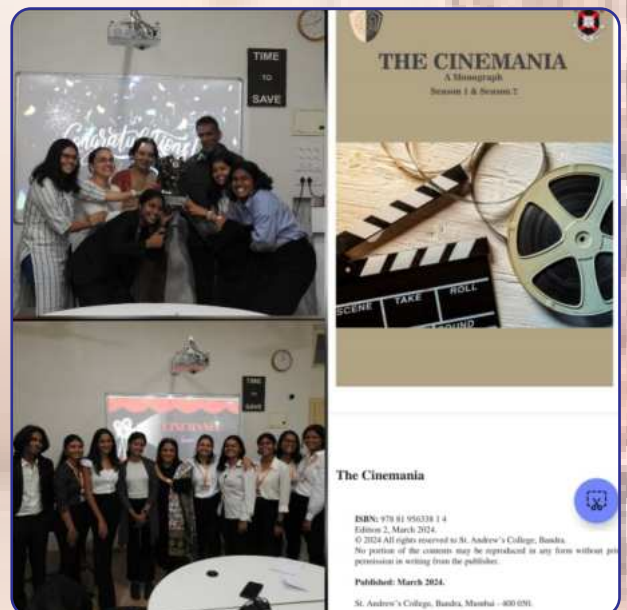 TIME
TO
SAVE
Congratulations!
TIME
TO
SAVE
CINEMANIA
THE CINEMANIA
A Monograph
Season 1 & Season 2
SCENE TAKE ROLL
SOUND
The Cinemania
ISBN: 978 81 956338 1 4
Edition 2, March 2024.
© 2024 All rights reserved to St. Andrew's College, Bandra.
No portion of the contents may be reproduced in any form without
permission in writing from the publisher.
Published: March 2024.
St. Andrew's College, Bandra, Mumbai – 400 050.